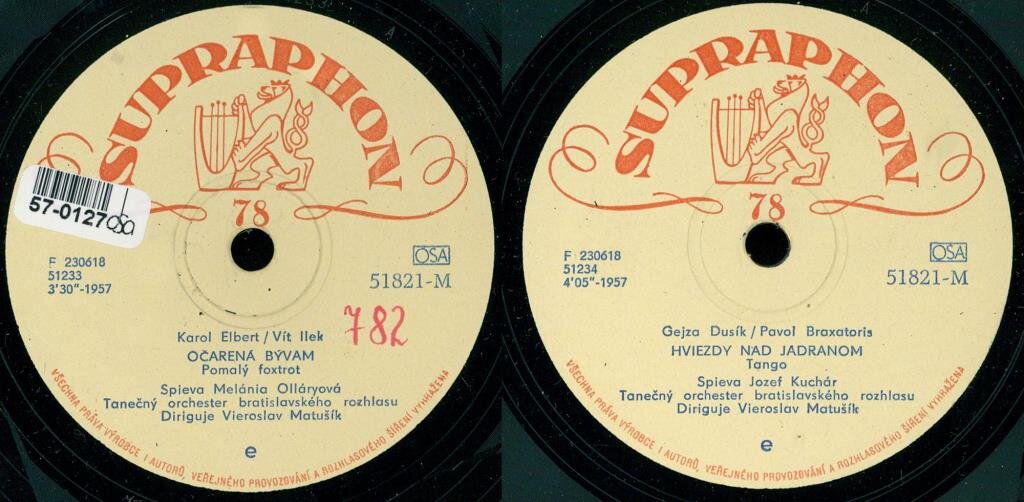 SUPRAPHON
78
57-0127
OSA
F 230618
51233
3'30"-1957
OSA
51821-M
782
Karol Elbert / Vít Ilek
OČARENÁ BÝVAM
Pomalý foxtrot
Spieva Melánia Olláryová
Tanečný orchester bratislavského rozhlasu
Diriguje Vieroslav Matušík
e
VŠECHNA PRÁVA VÝROBCE I AUTORŮ, VEŘEJNÉHO PROVOZOVÁNÍ A ROZHLASOVÉHO ŠÍŘENÍ VYHRAŽENA
SUPRAPHON
78
F 230618
51234
4'05"-1957
OSA
51821-M
Gejza Dusík / Pavol Braxatoris
HVIEZDY NAD JADRANOM
Tango
Spieva Jozef Kuchár
Tanečný orchester bratislavského rozhlasu
Diriguje Vieroslav Matušík
e
VŠECHNA PRÁVA VÝROBCE I AUTORŮ, VEŘEJNÉHO PROVOZOVÁNÍ A ROZHLASOVÉHO ŠÍŘENÍ VYHRAŽENA